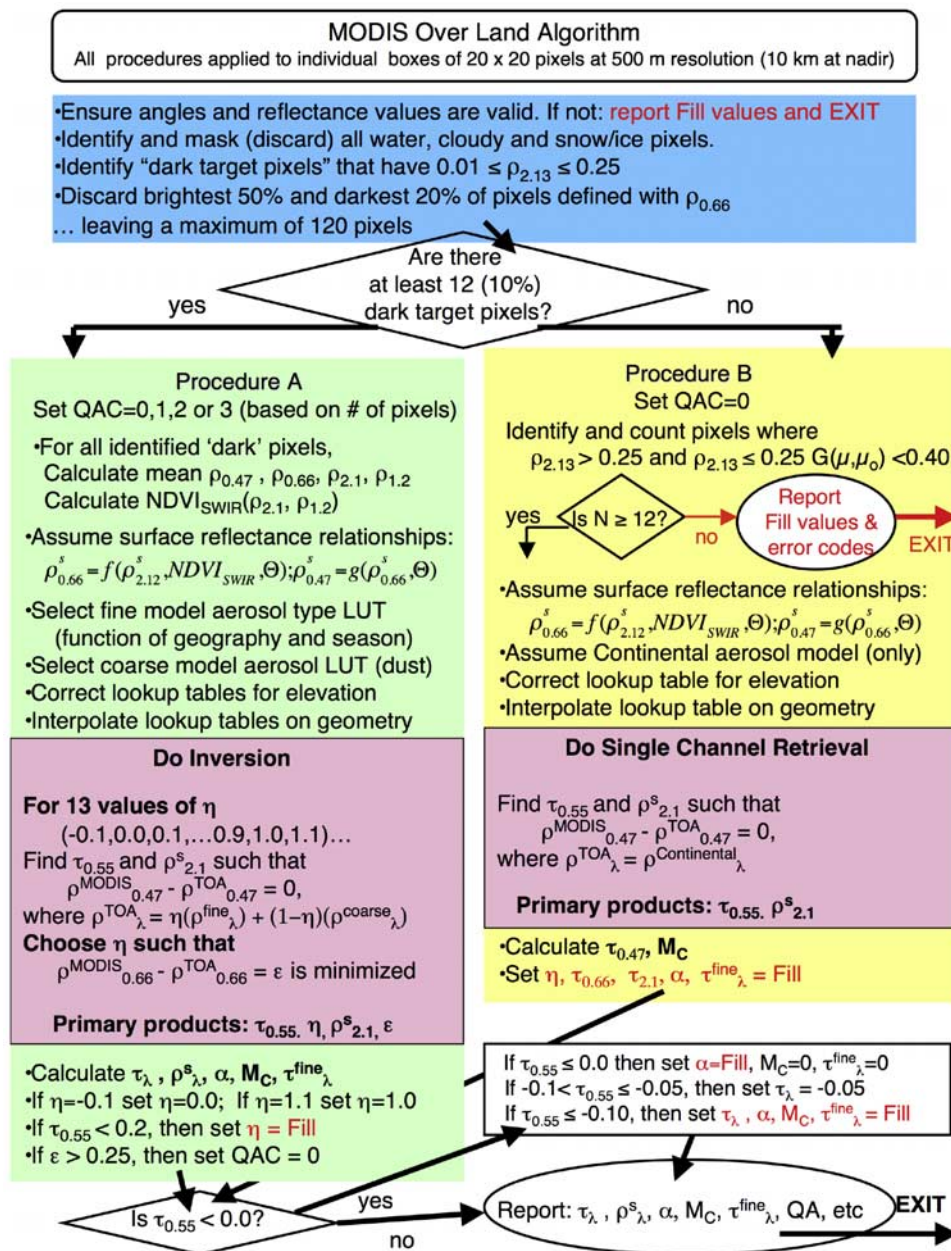 MODIS Over Land Algorithm
All procedures applied to individual boxes of 20 x 20 pixels at 500 m resolution (10 km at nadir)
•Ensure angles and reflectance values are valid. If not: report Fill values and EXIT
•Identify and mask (discard) all water, cloudy and snow/ice pixels.
•Identify “dark target pixels” that have 0.01 ≤ ρ2.13 ≤ 0.25
•Discard brightest 50% and darkest 20% of pixels defined with ρ0.66
... leaving a maximum of 120 pixels
Are there
at least 12 (10%)
dark target pixels?
yes
no
Procedure A
Set QAC=0,1,2 or 3 (based on # of pixels)
•For all identified ‘dark’ pixels,
Calculate mean ρ0.47 , ρ0.66, ρ2.1, ρ1.2
Calculate NDVISWIR(ρ2.1, ρ1.2)
•Assume surface reflectance relationships:
ρs0.66=f(ρs2.12,NDVISWIR,Θ);ρs0.47=g(ρs0.66,Θ)
•Select fine model aerosol type LUT
(function of geography and season)
•Select coarse model aerosol LUT (dust)
•Correct lookup tables for elevation
•Interpolate lookup tables on geometry
Do Inversion
For 13 values of η
(-0.1,0.0,0.1,…0.9,1.0,1.1)…
Find τ0.55 and ρs2.1 such that
ρMODIS0.47 - ρTOA0.47 = 0,
where ρTOAλ = η(ρfineλ) + (1−η)(ρcoarseλ)
Choose η such that
ρMODIS0.66 - ρTOA0.66 = ε is minimized
Primary products: τ0.55. η, ρs2.1, ε
•Calculate τλ , ρsλ, α, MC, τfineλ
•If η=-0.1 set η=0.0; If η=1.1 set η=1.0
•If τ0.55 < 0.2, then set η = Fill
•If ε > 0.25, then set QAC = 0
Procedure B
Set QAC=0
Identify and count pixels where
ρ2.13 > 0.25 and ρ2.13 ≤ 0.25 G(μ,μo) <0.40
yes
Is N ≥ 12?
no
Report
Fill values &
error codes
EXIT
•Assume surface reflectance relationships:
ρs0.66=f(ρs2.12,NDVISWIR,Θ);ρs0.47=g(ρs0.66,Θ)
•Assume Continental aerosol model (only)
•Correct lookup table for elevation
•Interpolate lookup table on geometry
Do Single Channel Retrieval
Find τ0.55 and ρs2.1 such that
ρMODIS0.47 - ρTOA0.47 = 0,
where ρTOAλ = ρContinentalλ
Primary products: τ0.55. ρs2.1
•Calculate τ0.47, MC
•Set η, τ0.66, τ2.1, α, τfineλ = Fill
If τ0.55 ≤ 0.0 then set α=Fill, MC=0, τfineλ=0
If -0.1< τ0.55 ≤ -0.05, then set τλ = -0.05
If τ0.55 ≤ -0.10, then set τλ , α, MC, τfineλ = Fill
Is τ0.55 < 0.0?
yes
no
Report: τλ , ρsλ, α, MC, τfineλ, QA, etc
EXIT